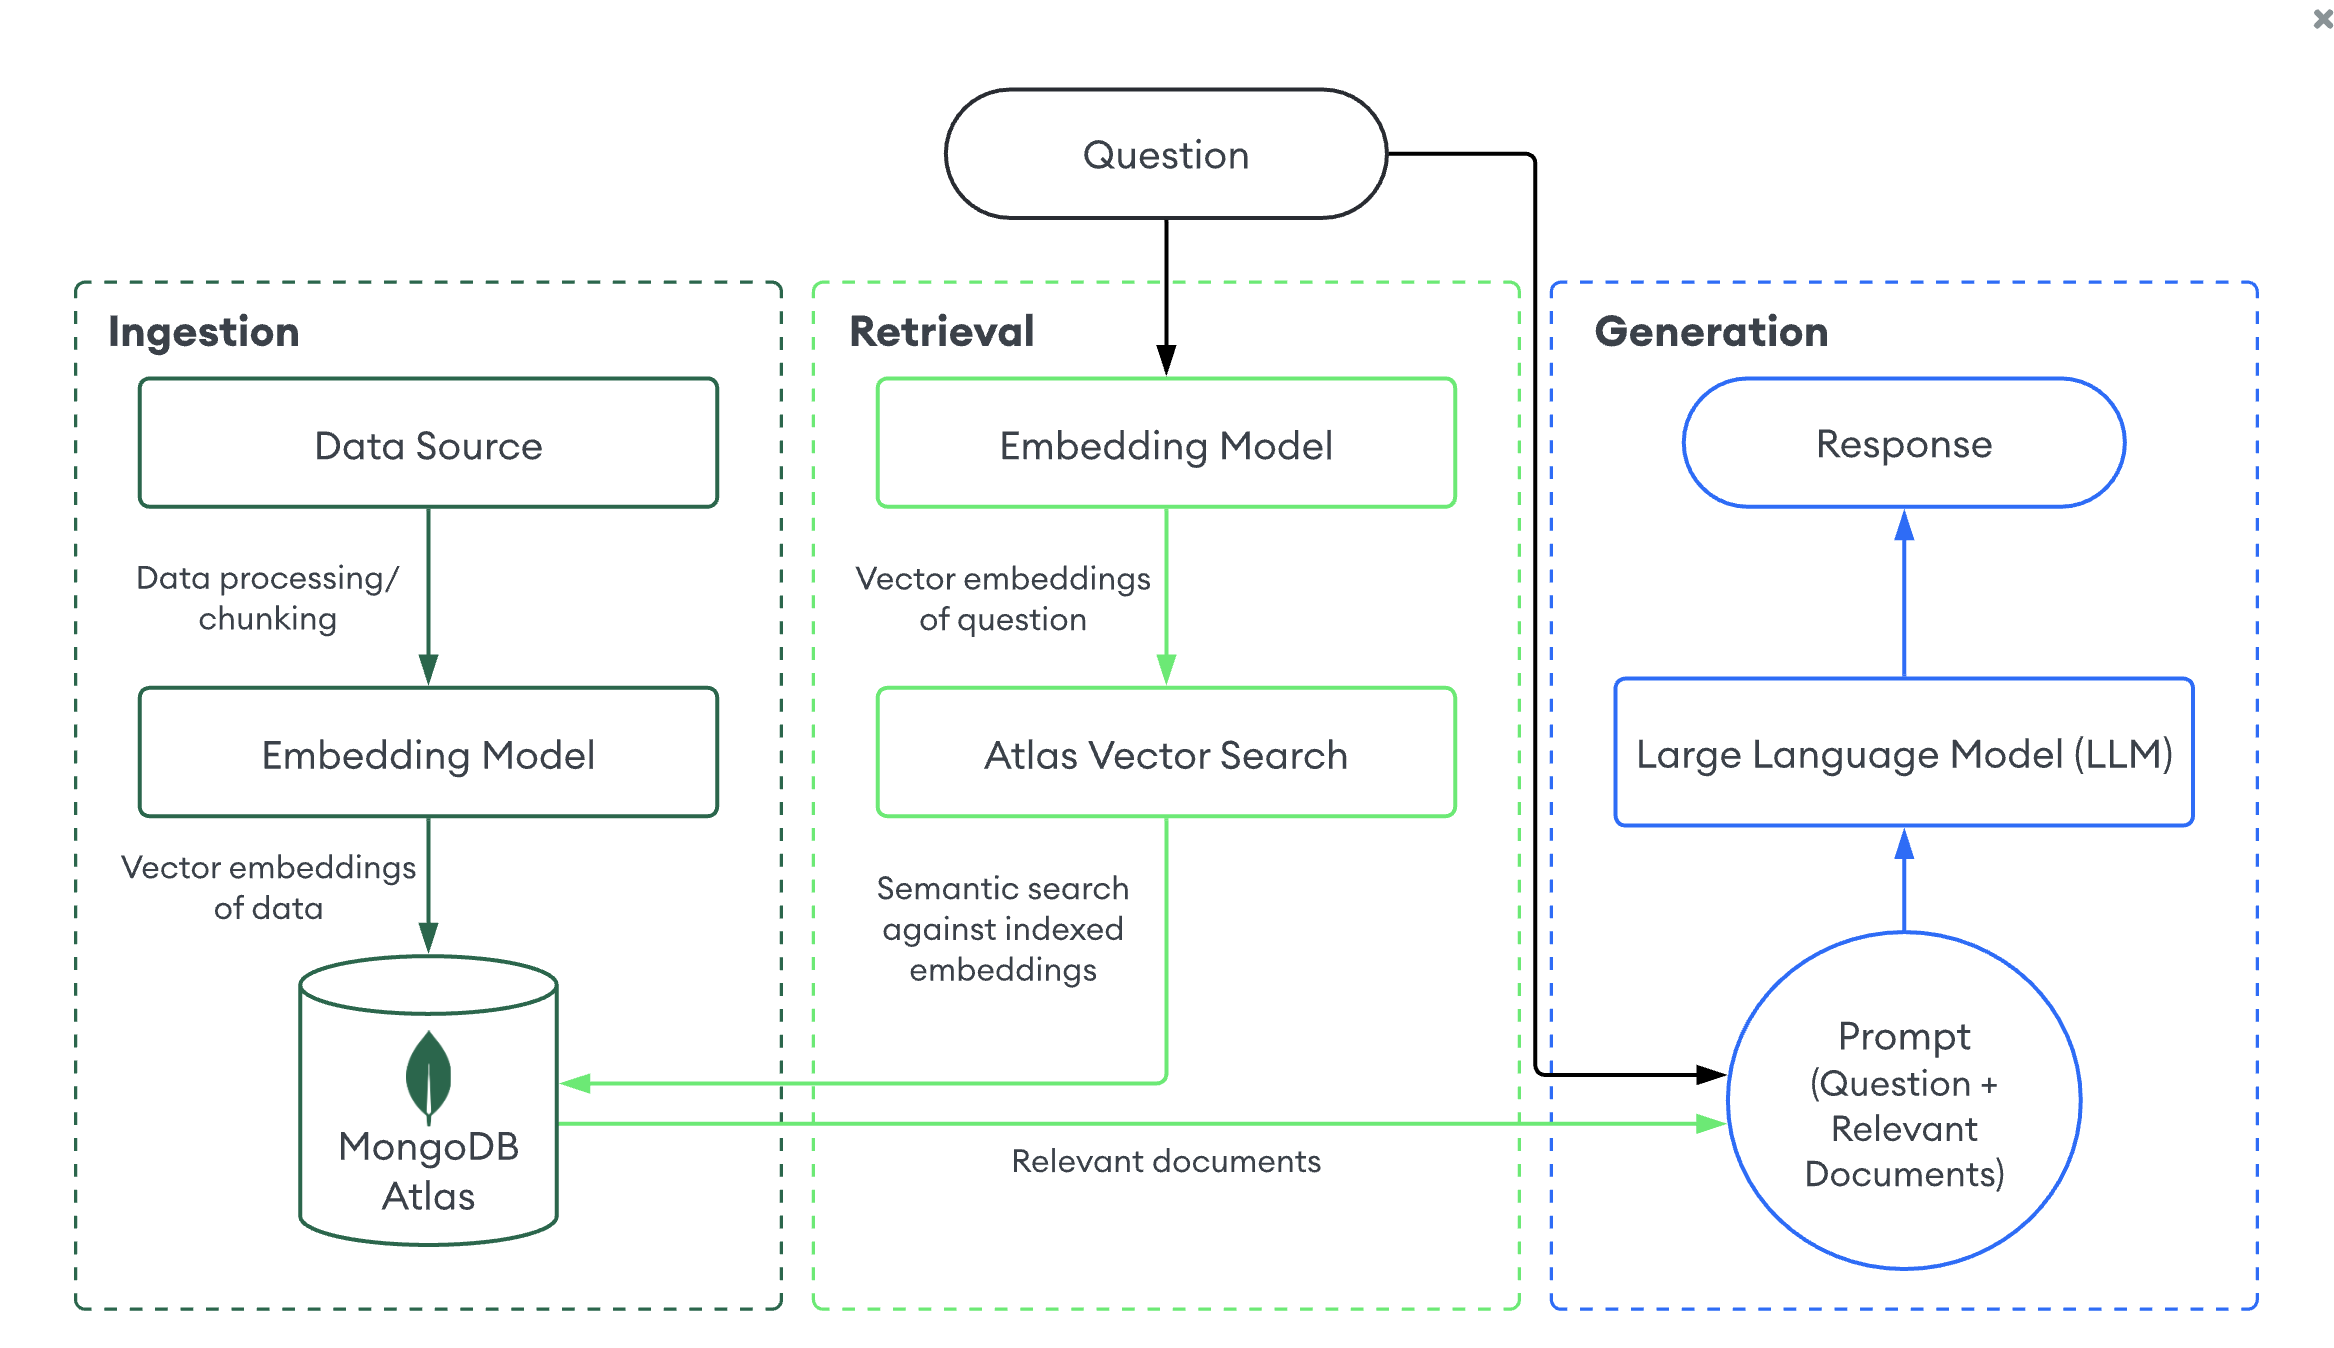 Question
Ingestion
Data Source
Data processing/
chunking
Embedding Model
Vector embeddings
of data
MongoDB
Atlas
Retrieval
Embedding Model
Vector embeddings
of question
Atlas Vector Search
Semantic search
against indexed
embeddings
Relevant documents
Generation
Response
Large Language Model (LLM)
Prompt
(Question +
Relevant
Documents)